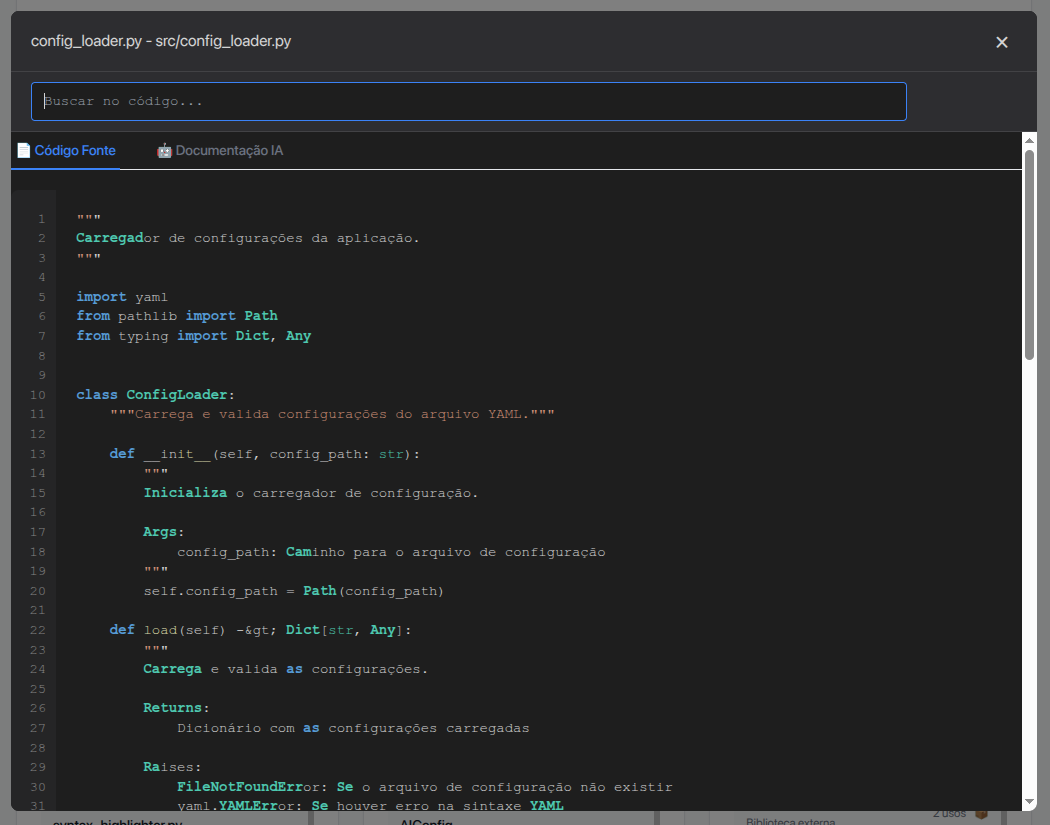 config_loader.py - src/config_loader.py
×
Buscar no código...
📄 Código Fonte
🤖 Documentação IA
1 """
2 Carregador de configurações da aplicação.
3 """
4
5 import yaml
6 from pathlib import Path
7 from typing import Dict, Any
8
9
10 class ConfigLoader:
11     """Carrega e valida configurações do arquivo YAML."""
12
13     def __init__(self, config_path: str):
14         """
15         Inicializa o carregador de configuração.
16
17         Args:
18             config_path: Caminho para o arquivo de configuração
19         """
20         self.config_path = Path(config_path)
21
22     def load(self) -&gt; Dict[str, Any]:
23         """
24         Carrega e valida as configurações.
25
26         Returns:
27             Dicionário com as configurações carregadas
28
29         Raises:
30             FileNotFoundError: Se o arquivo de configuração não existir
31             yaml.YAMLError: Se houver erro na sintaxe YAML
syntax_highlighter.py
AIConfig
Biblioteca externa
2 usos 📦